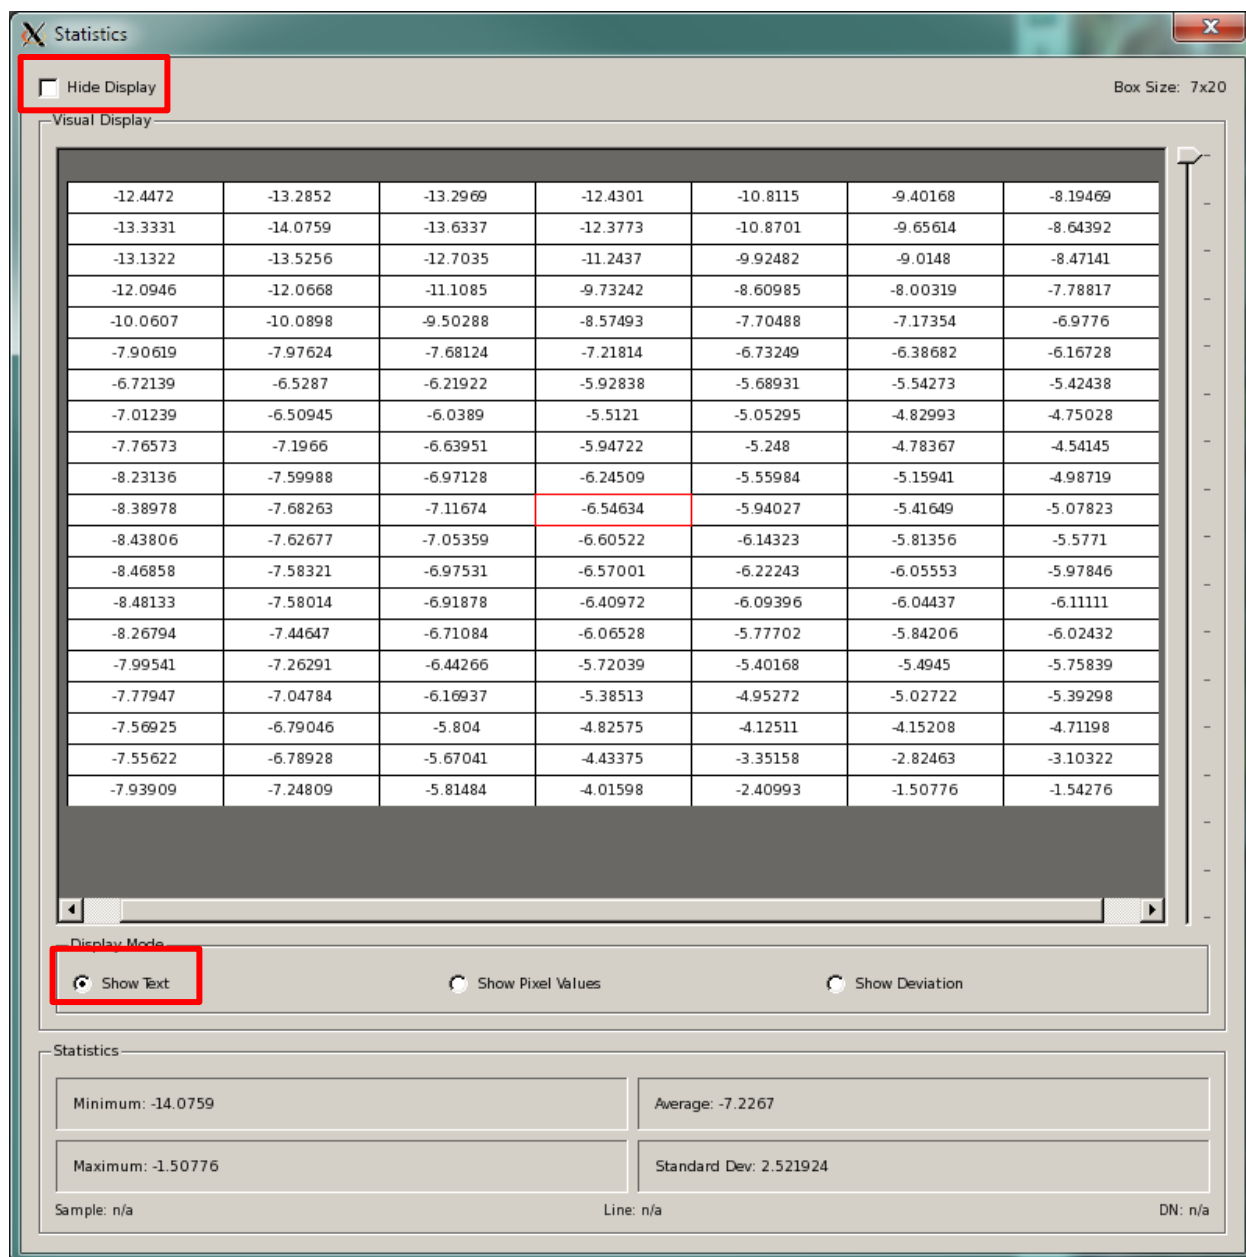 Statistics
Hide Display Box Size: 7x20
Visual Display
-12.4472 -13.2852 -13.2969 -12.4301 -10.8115 -9.40168 -8.19469
-13.3331 -14.0759 -13.6337 -12.3773 -10.8701 -9.65614 -8.64392
-13.1322 -13.5256 -12.7035 -11.2437 -9.92482 -9.0148 -8.47141
-12.0946 -12.0668 -11.1085 -9.73242 -8.60985 -8.00319 -7.78817
-10.0607 -10.0898 -9.50288 -8.57493 -7.70488 -7.17354 -6.9776
-7.90619 -7.97624 -7.68124 -7.21814 -6.73249 -6.38682 -6.16728
-6.72139 -6.5287 -6.21922 -5.92838 -5.68931 -5.54273 -5.42438
-7.01239 -6.50945 -6.0389 -5.5121 -5.05295 -4.82993 -4.75028
-7.76573 -7.1966 -6.63951 -5.94722 -5.248 -4.78367 -4.54145
-8.23136 -7.59988 -6.97128 -6.24509 -5.55984 -5.15941 -4.98719
-8.38978 -7.68263 -7.11674 -6.54634 -5.94027 -5.41649 -5.07823
-8.43806 -7.62677 -7.05359 -6.60522 -6.14323 -5.81356 -5.5771
-8.46858 -7.58321 -6.97531 -6.57001 -6.22243 -6.05553 -5.97846
-8.48133 -7.58014 -6.91878 -6.40972 -6.09396 -6.04437 -6.11111
-8.26794 -7.44647 -6.71084 -6.06528 -5.77702 -5.84206 -6.02432
-7.99541 -7.26291 -6.44266 -5.72039 -5.40168 -5.4945 -5.75839
-7.77947 -7.04784 -6.16937 -5.38513 -4.95272 -5.02722 -5.39298
-7.56925 -6.79046 -5.804 -4.82575 -4.12511 -4.15208 -4.71198
-7.55622 -6.78928 -5.67041 -4.43375 -3.35158 -2.82463 -3.10322
-7.93909 -7.24809 -5.81484 -4.01598 -2.40993 -1.50776 -1.54276
Display Mode
Show Text Show Pixel Values Show Deviation
Statistics
Minimum: -14.0759 Average: -7.2267
Maximum: -1.50776 Standard Dev: 2.521924
Sample: n/a Line: n/a DN: n/a